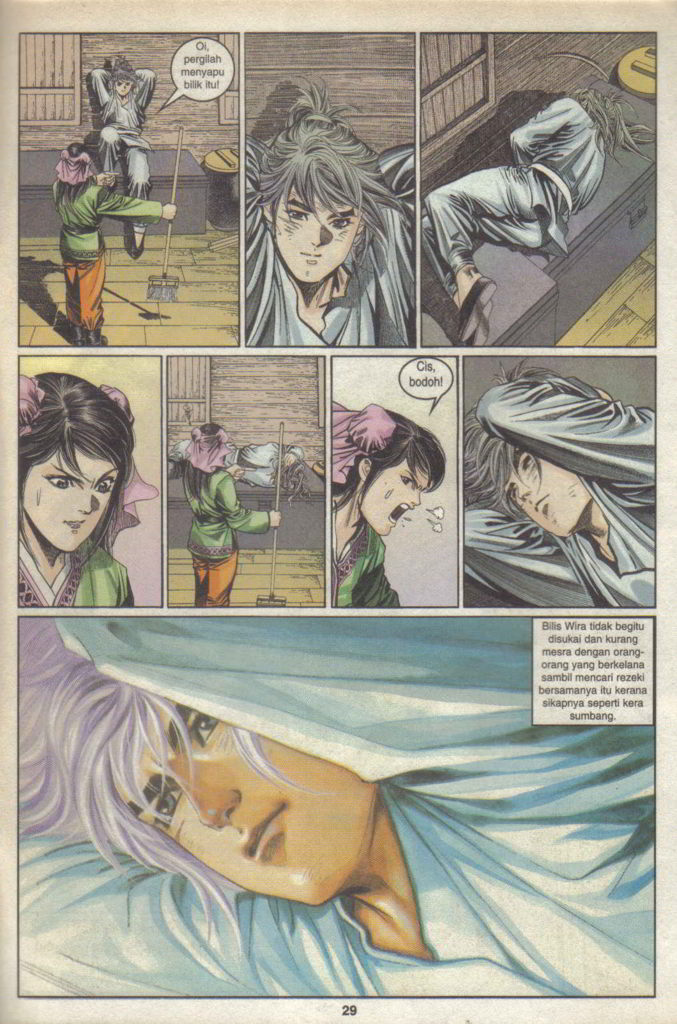 Oi,
pergilah
menyapu
bilik itu!
Cis,
bodoh!
Bilis Wira tidak begitu
disukai dan kurang
mesra dengan orang-
orang yang berkelana
sambil mencari rezeki
bersamanya itu kerana
sikapnya seperti kera
sumbang.
29